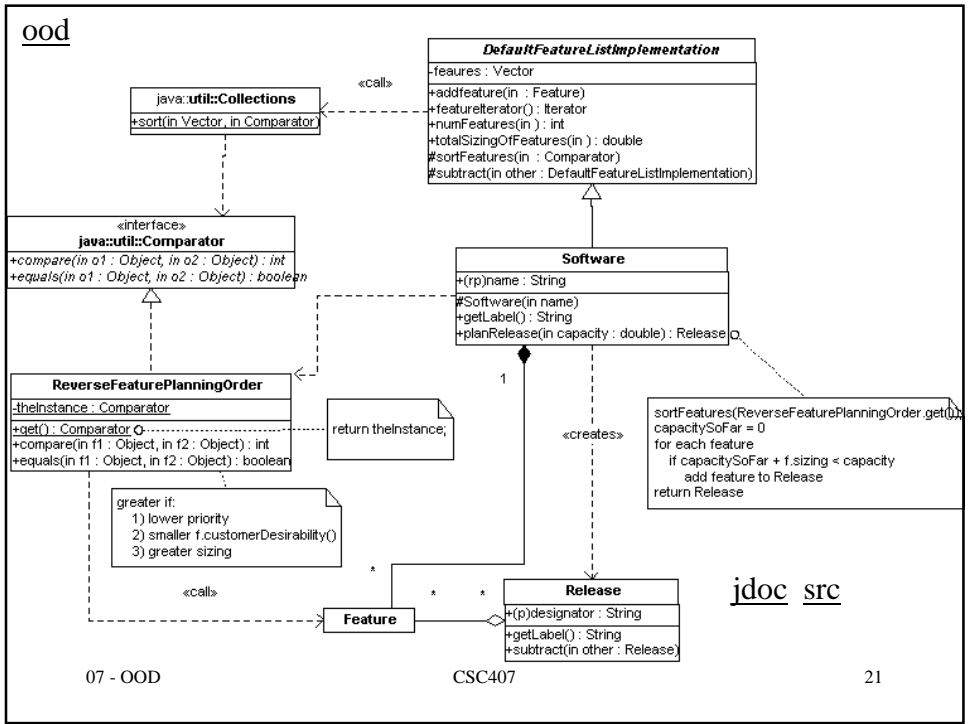 ood
DefaultFeatureListImplementation
-feaures : Vector
+addfeature(in : Feature)
+featureIterator() : Iterator
+numFeatures(in ) : int
+totalSizingOfFeatures(in ) : double
#sortFeatures(in : Comparator)
#subtract(in other : DefaultFeatureListImplementation)
«call»
java::util::Collections
+sort(in Vector, in Comparator)
«interface»
java::util::Comparator
+compare(in o1 : Object, in o2 : Object) : int
+equals(in o1 : Object, in o2 : Object) : boolean
Software
+(rp)name : String
#Software(in name)
+getLabel() : String
+planRelease(in capacity : double) : Release
1
ReverseFeaturePlanningOrder
-theInstance : Comparator
+get() : Comparator
+compare(in f1 : Object, in f2 : Object) : int
+equals(in f1 : Object, in f2 : Object) : boolean
return theInstance;
«creates»
sortFeatures(ReverseFeaturePlanningOrder.get());
capacitySoFar = 0
for each feature
if capacitySoFar + f.sizing < capacity
add feature to Release
return Release
greater if:
1) lower priority
2) smaller f.customerDesirability()
3) greater sizing
«call»
*
*
*
Feature
Release
+(p)designator : String
+getLabel() : String
+subtract(in other : Release)
jdoc src
07 - OOD
CSC407
21